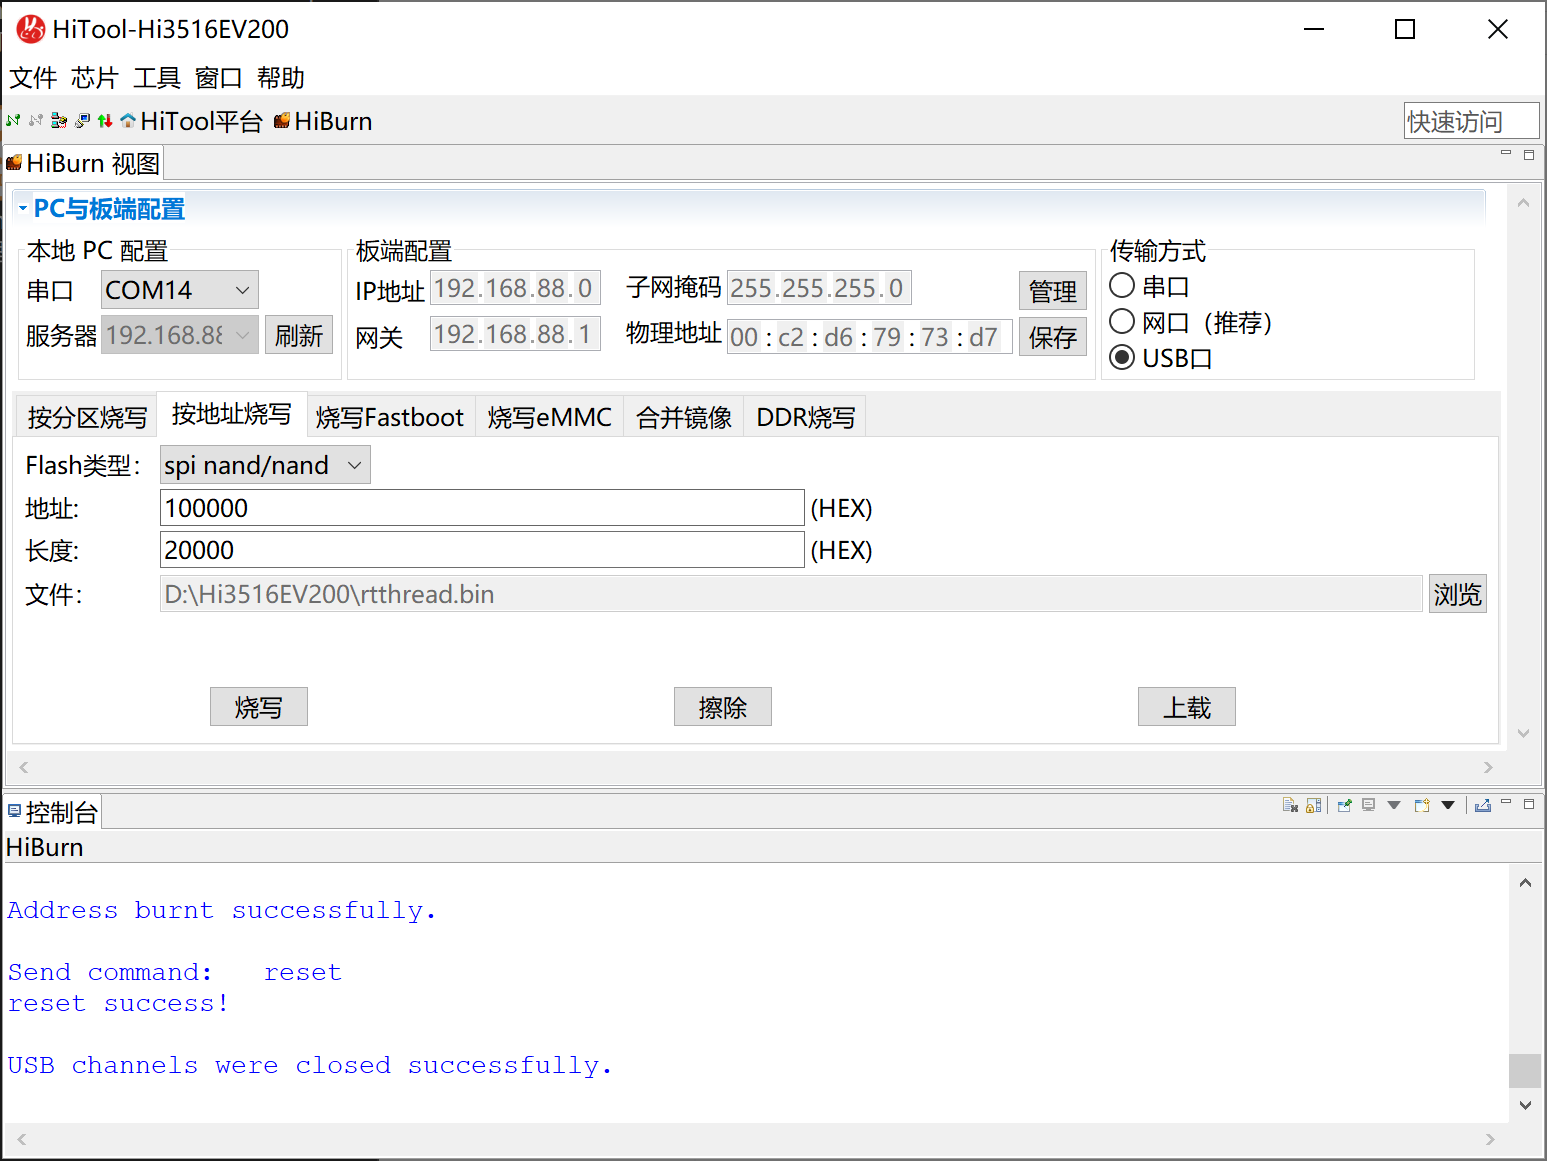 HiTool-Hi3516EV200
文件 芯片 工具 窗口 帮助
HiTool平台 HiBurn 快速访问
HiBurn 视图
PC与板端配置
本地 PC 配置 板端配置 传输方式
串口 COM14 IP地址 192.168.88.0 子网掩码 255.255.255.0 管理 串口
服务器 192.168.88 刷新 网关 192.168.88.1 物理地址 00:c2:d6:79:73:d7 保存 网口（推荐）
USB口
按分区烧写 按地址烧写 烧写Fastboot 烧写eMMC 合并镜像 DDR烧写
Flash类型： spi nand/nand
地址: 100000 (HEX)
长度: 20000 (HEX)
文件： D:\Hi3516EV200\rtthread.bin 浏览
烧写 擦除 上载
控制台
HiBurn
Address burnt successfully.
Send command: reset
reset success!
USB channels were closed successfully.